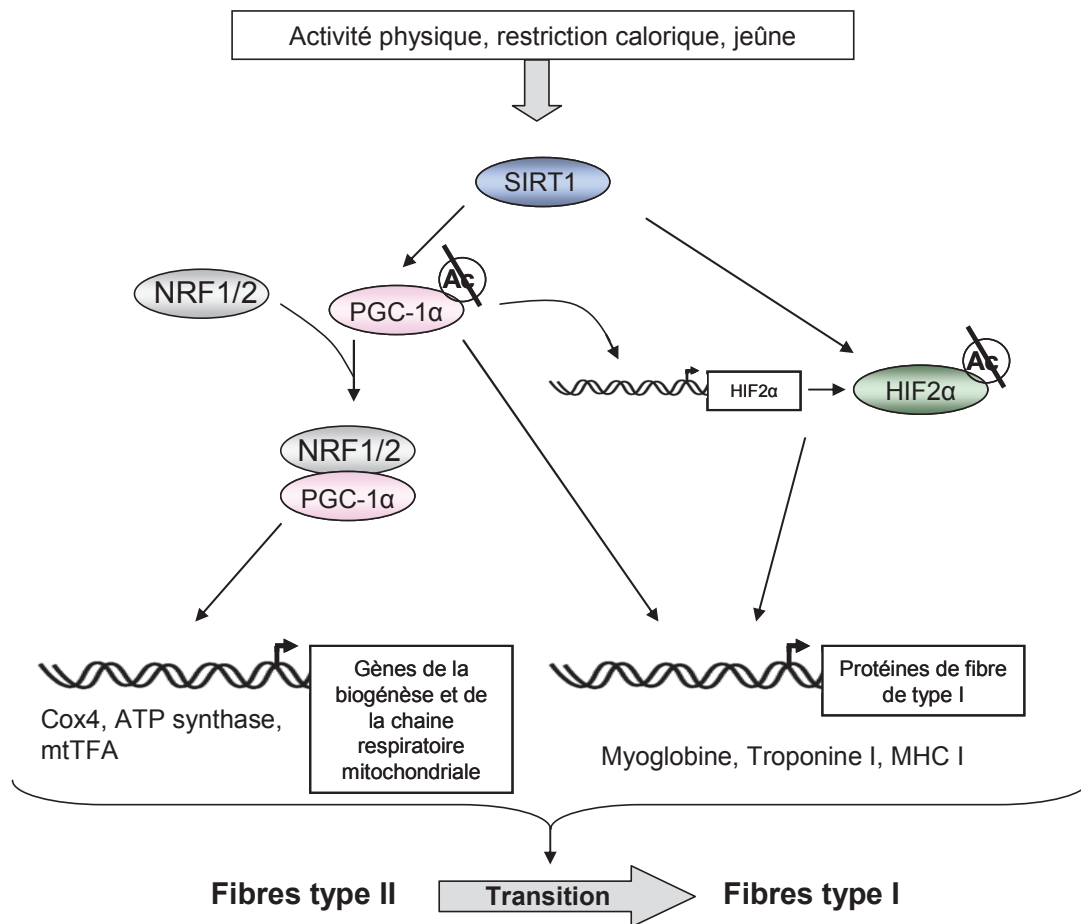 Activité physique, restriction calorique, jeûne
SIRT1
Ac
NRF1/2
PGC-1α
Ac
HIF2α
HIF2α
NRF1/2
PGC-1α
Gènes de la
biogénèse et de
la chaine
respiratoire
mitochondriale
Protéines de fibre
de type I
Cox4, ATP synthase,
mtTFA
Myoglobine, Troponine I, MHC I
Fibres type II
Transition
Fibres type I